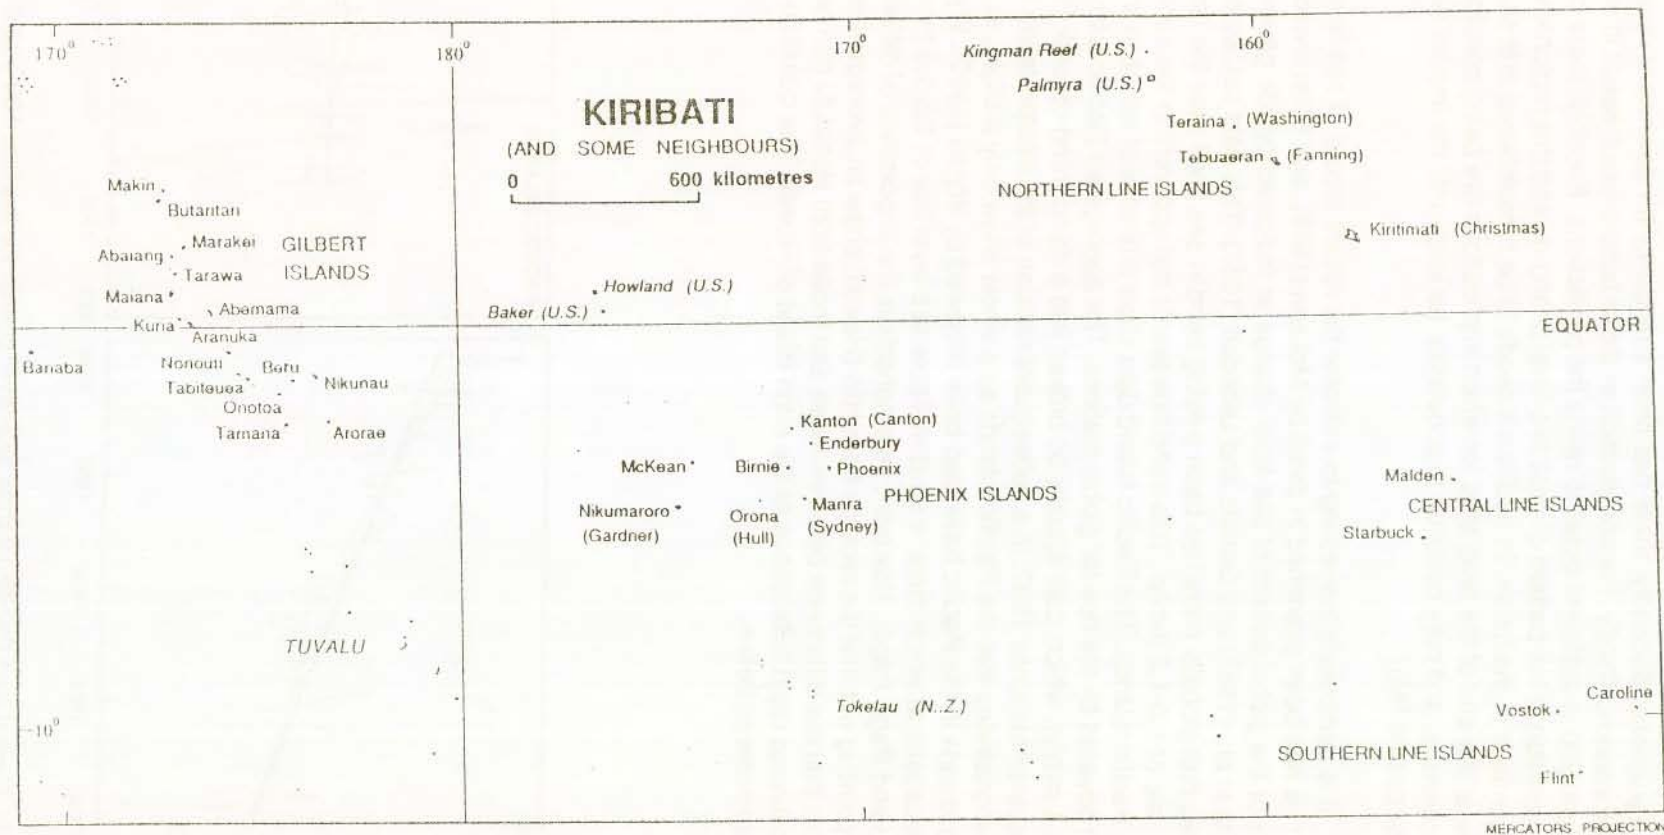 170°
180°
170°
160°
Kingman Reef (U.S.)
Palmyra (U.S.)
KIRIBATI
(AND SOME NEIGHBOURS)
0 600 kilometres
Teraina (Washington)
Tebuaeran (Fanning)
NORTHERN LINE ISLANDS
Kiritimati (Christmas)
Makin
Butaritari
Marakei
Abaiang
Tarawa
GILBERT
ISLANDS
Maiana
Abemama
Kuria
Aranuka
Howland (U.S.)
Baker (U.S.)
EQUATOR
Banaba
Nonouti
Beru
Tabiteuea
Nikunau
Onotoa
Tamana
Arorae
Kanton (Canton)
Enderbury
McKean
Birnie
Phoenix
PHOENIX ISLANDS
Nikumaroro
(Gardner)
Orona
(Hull)
Manra
(Sydney)
Malden
CENTRAL LINE ISLANDS
Starbuck
TUVALU
Tokelau (N..Z.)
10°
Caroline
Vostok
SOUTHERN LINE ISLANDS
Flint
MERCATORS PROJECTION